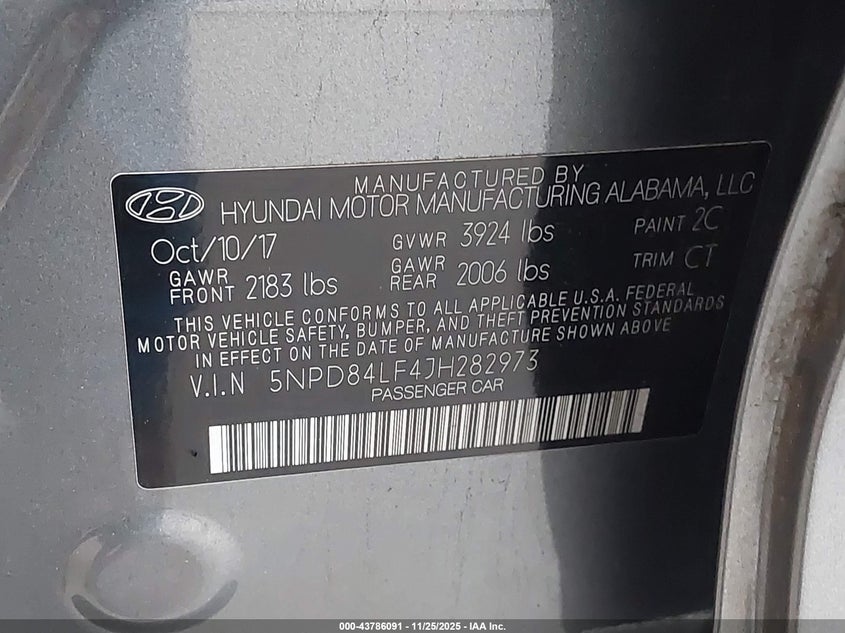 MANUFACTURED BY
HYUNDAI MOTOR MANUFACTURING ALABAMA, LLC
Oct/10/17 GVWR 3924 lbs PAINT 2C
GAWR FRONT 2183 lbs GAWR REAR 2006 lbs TRIM CT
THIS VEHICLE CONFORMS TO ALL APPLICABLE U.S.A. FEDERAL
MOTOR VEHICLE SAFETY, BUMPER, AND THEFT PREVENTION STANDARDS
IN EFFECT ON THE DATE OF MANUFACTURE SHOWN ABOVE
V.I.N 5NPD84LF4JH282973
PASSENGER CAR
000-43786091 - 11/25/2025 - IAA Inc.